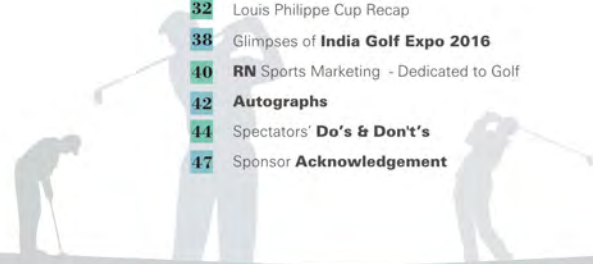 32 Louis Philippe Cup Recap
38 Glimpses of India Golf Expo 2016
40 RN Sports Marketing - Dedicated to Golf
42 Autographs
44 Spectators' Do's & Don't's
47 Sponsor Acknowledgement